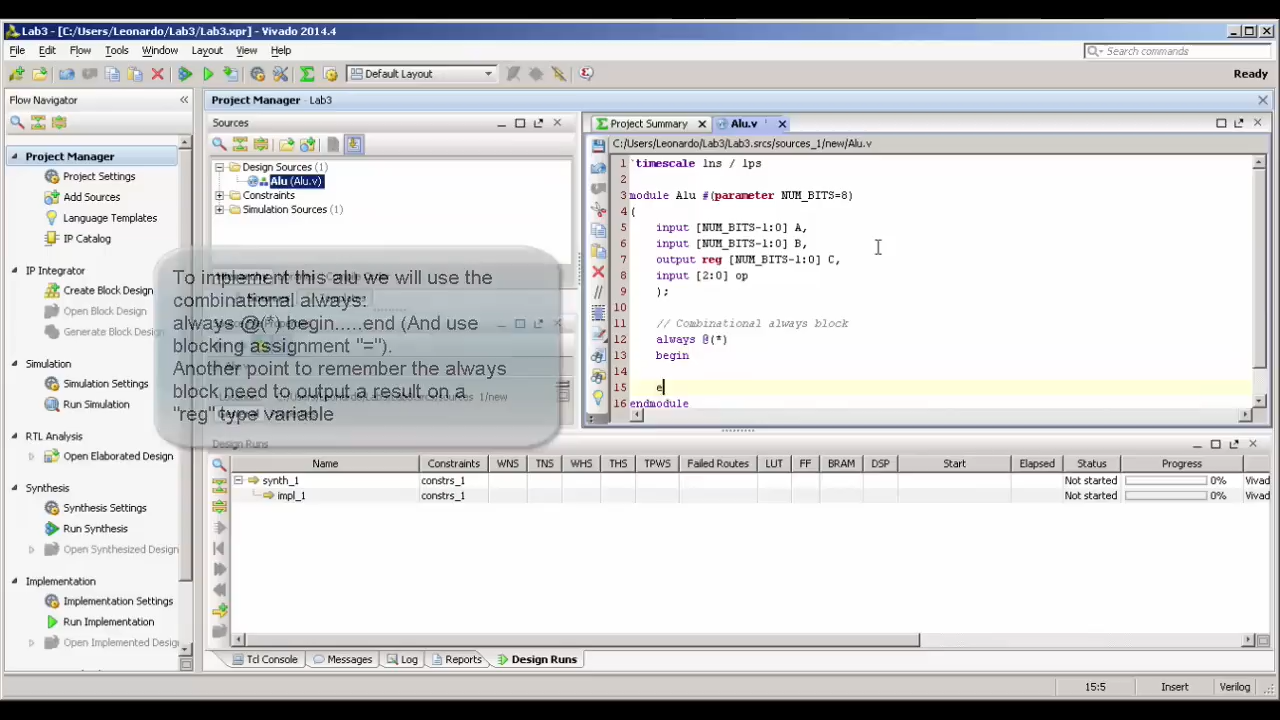 Lab3 - [C:/Users/Leonardo/Lab3/Lab3.xpr] - Vivado 2014.4
File Edit Flow Tools Window Layout View Help
Search commands
Default Layout
Ready
Flow Navigator
Project Manager
Project Settings
Add Sources
Language Templates
IP Catalog
IP Integrator
Create Block Design
Open Block Design
Generate Block Design
Simulation
Simulation Settings
Run Simulation
RTL Analysis
Open Elaborated Design
Synthesis
Synthesis Settings
Run Synthesis
Open Synthesized Design
Implementation
Implementation Settings
Run Implementation
Open Implemented Desig
Project Manager - Lab3
Sources
Design Sources (1)
Alu (Alu.v)
Constraints
Simulation Sources (1)
To implement this alu we will use the
combinational always:
always @(*) begin.....end (And use
blocking assignment "=").
Another point to remember the always
block need to output a result on a
"reg" type variable
Project Summary
Alu.v
C:/Users/Leonardo/Lab3/Lab3.srcs/sources_1/new/Alu.v
1 `timescale 1ns / 1ps
2
3 module Alu #(parameter NUM_BITS=8)
4 (
5 input [NUM_BITS-1:0] A,
6 input [NUM_BITS-1:0] B,
7 output reg [NUM_BITS-1:0] C,
8 input [2:0] op
9 );
10
11 // Combinational always block
12 always @(*)
13 begin
14
15 e
16 endmodule
Design Runs
Name Constraints WNS TNS WHS THS TPWS Failed Routes LUT FF BRAM DSP Start Elapsed Status Progress
synth_1 constrs_1 Not started 0% Vivad
impl_1 constrs_1 Not started 0% Vivad
Tcl Console Messages Log Reports Design Runs
15:5 Insert Verilog